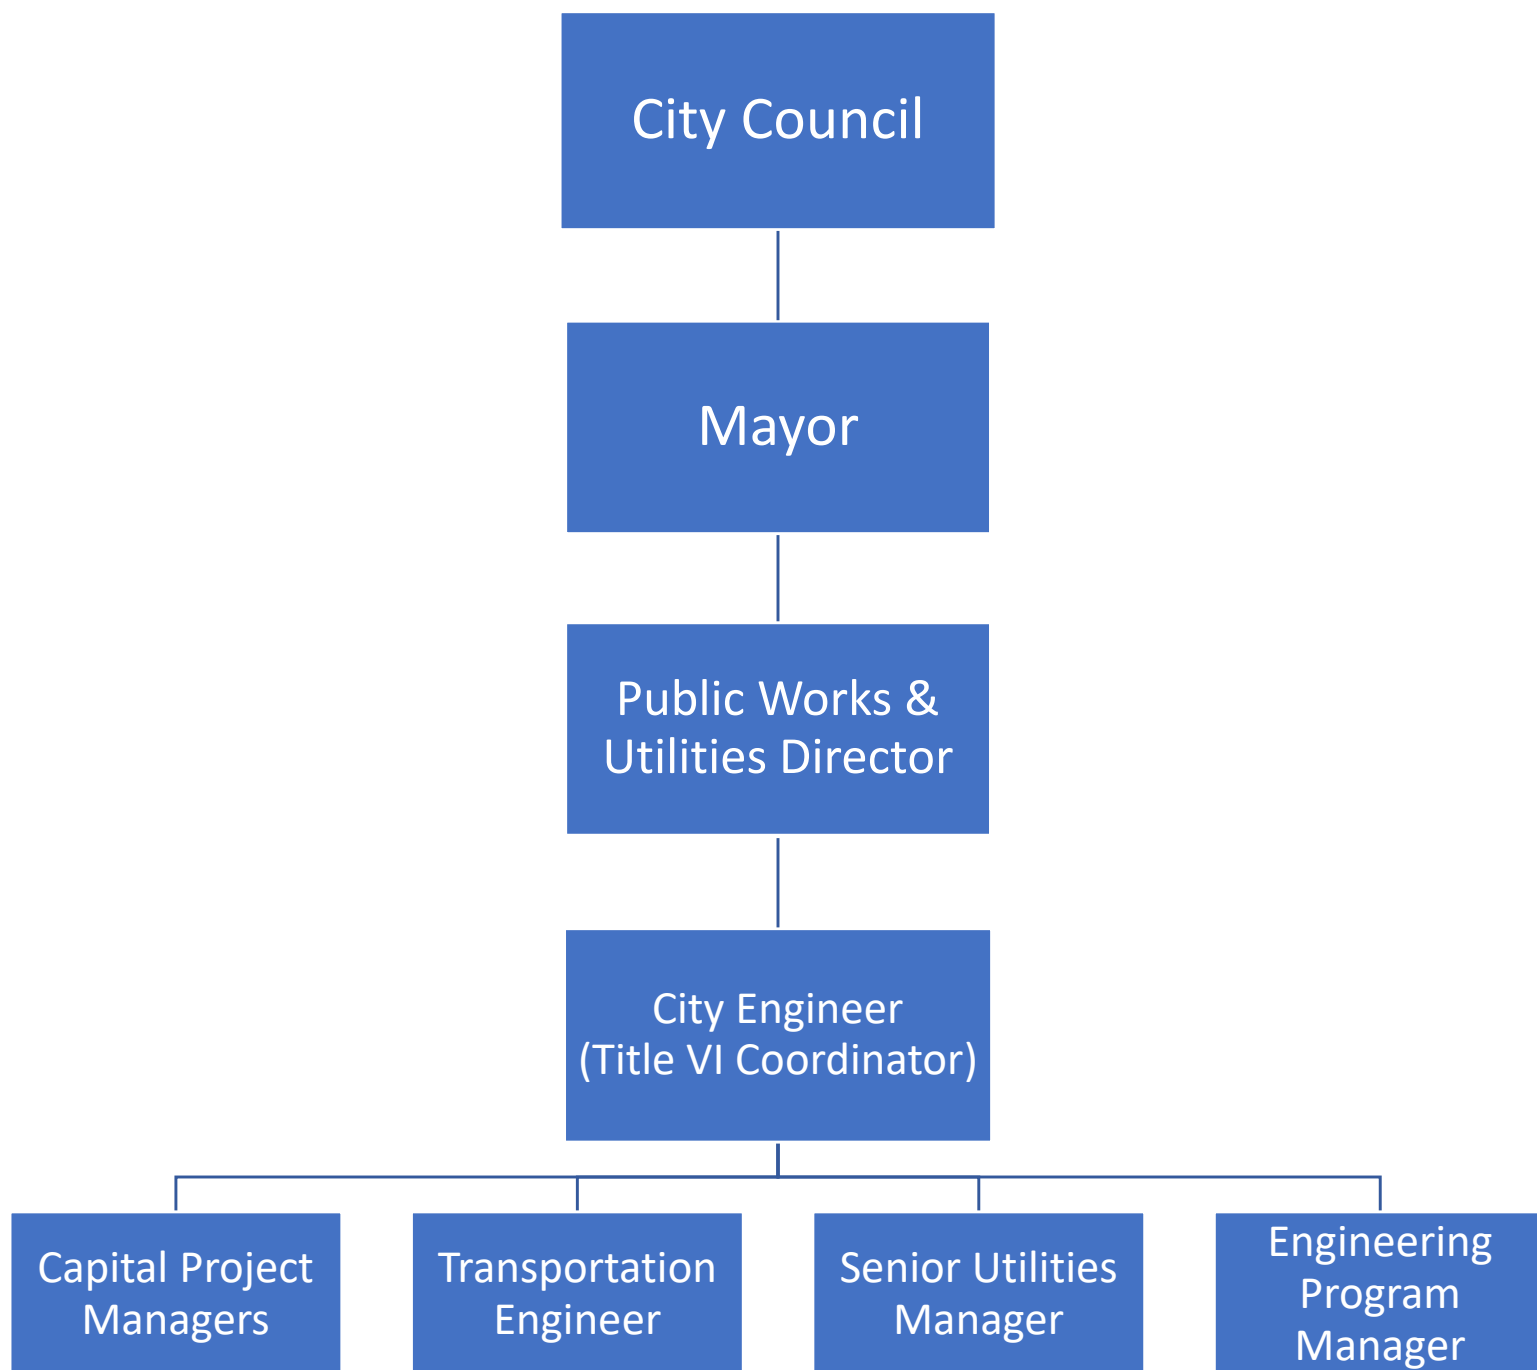 City Council
Mayor
Public Works &
Utilities Director
City Engineer
(Title VI Coordinator)
Capital Project
Managers
Transportation
Engineer
Senior Utilities
Manager
Engineering
Program
Manager